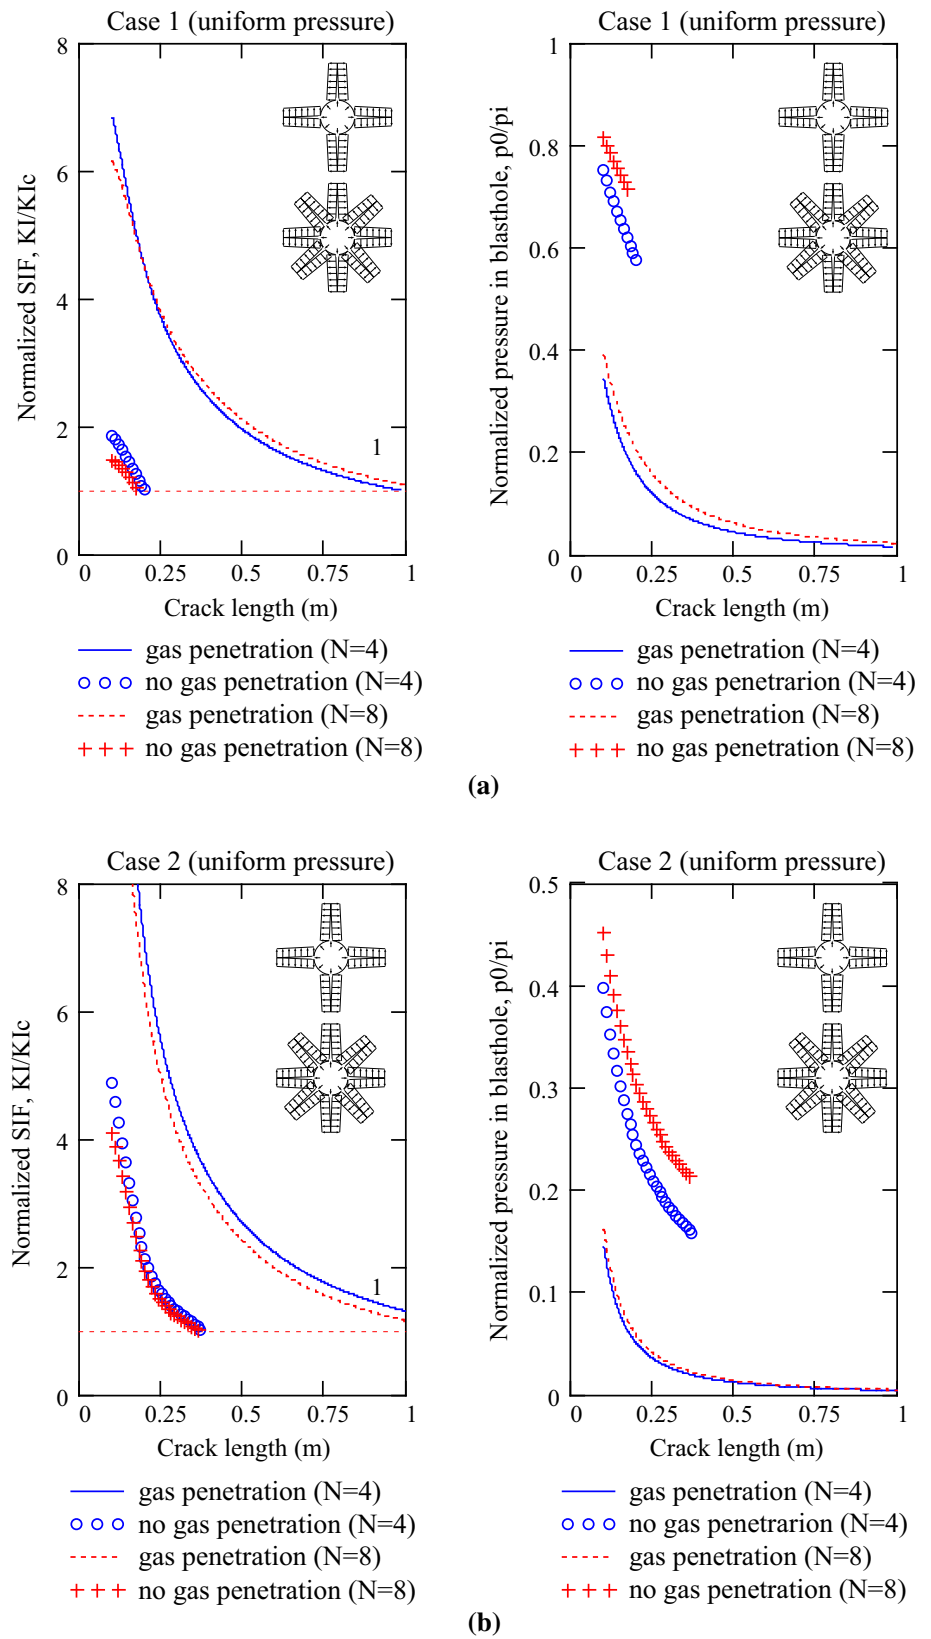 Case 1 (uniform pressure)
8
6
4
2
0
Normalized SIF, KI/KIc
1
0 0.25 0.5 0.75 1
Crack length (m)
gas penetration (N=4)
no gas penetration (N=4)
gas penetration (N=8)
no gas penetration (N=8)
Case 1 (uniform pressure)
1
0.8
0.6
0.4
0.2
0
Normalized pressure in blasthole, p0/pi
0 0.25 0.5 0.75 1
Crack length (m)
gas penetration (N=4)
no gas penetrarion (N=4)
gas penetration (N=8)
no gas penetration (N=8)
(a)
Case 2 (uniform pressure)
8
6
4
2
0
Normalized SIF, KI/KIc
1
0 0.25 0.5 0.75 1
Crack length (m)
gas penetration (N=4)
no gas penetration (N=4)
gas penetration (N=8)
no gas penetration (N=8)
Case 2 (uniform pressure)
0.5
0.4
0.3
0.2
0.1
0
Normalized pressure in blasthole, p0/pi
0 0.25 0.5 0.75 1
Crack length (m)
gas penetration (N=4)
no gas penetrarion (N=4)
gas penetration (N=8)
no gas penetration (N=8)
(b)